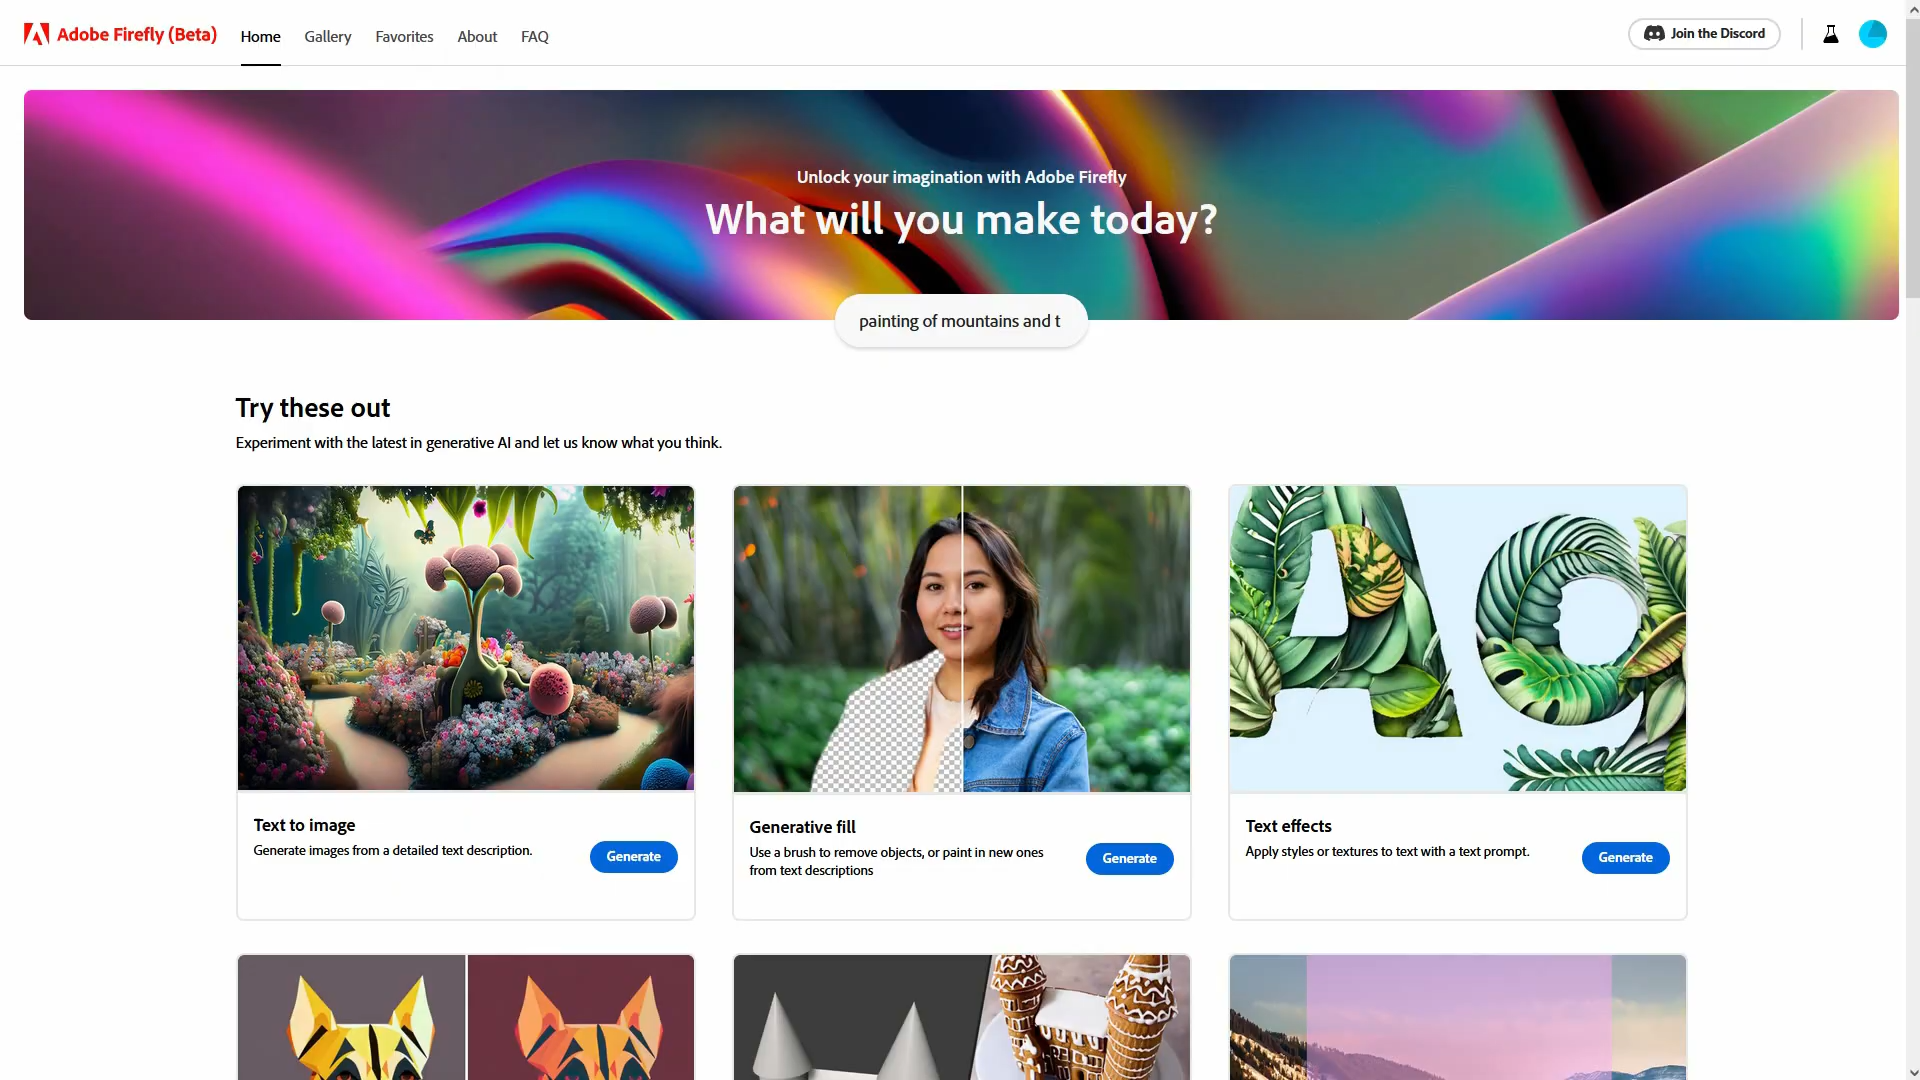 Adobe Firefly (Beta)
Home
Gallery
Favorites
About
FAQ
Join the Discord
Unlock your imagination with Adobe Firefly
What will you make today?
painting of mountains and t
Try these out
Experiment with the latest in generative AI and let us know what you think.
Ag
Text to image
Generate images from a detailed text description.
Generate
Generative fill
Use a brush to remove objects, or paint in new ones
from text descriptions
Generate
Text effects
Apply styles or textures to text with a text prompt.
Generate